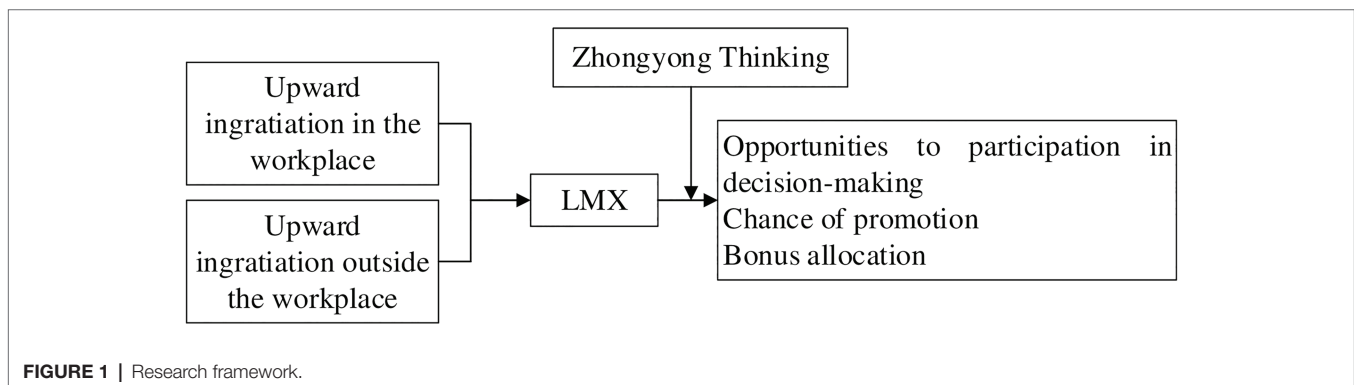 Zhongyong Thinking
Upward
ingratiation in the
workplace
Upward
ingratiation outside
the workplace
LMX
Opportunities to participation in
decision-making
Chance of promotion
Bonus allocation
FIGURE 1 | Research framework.